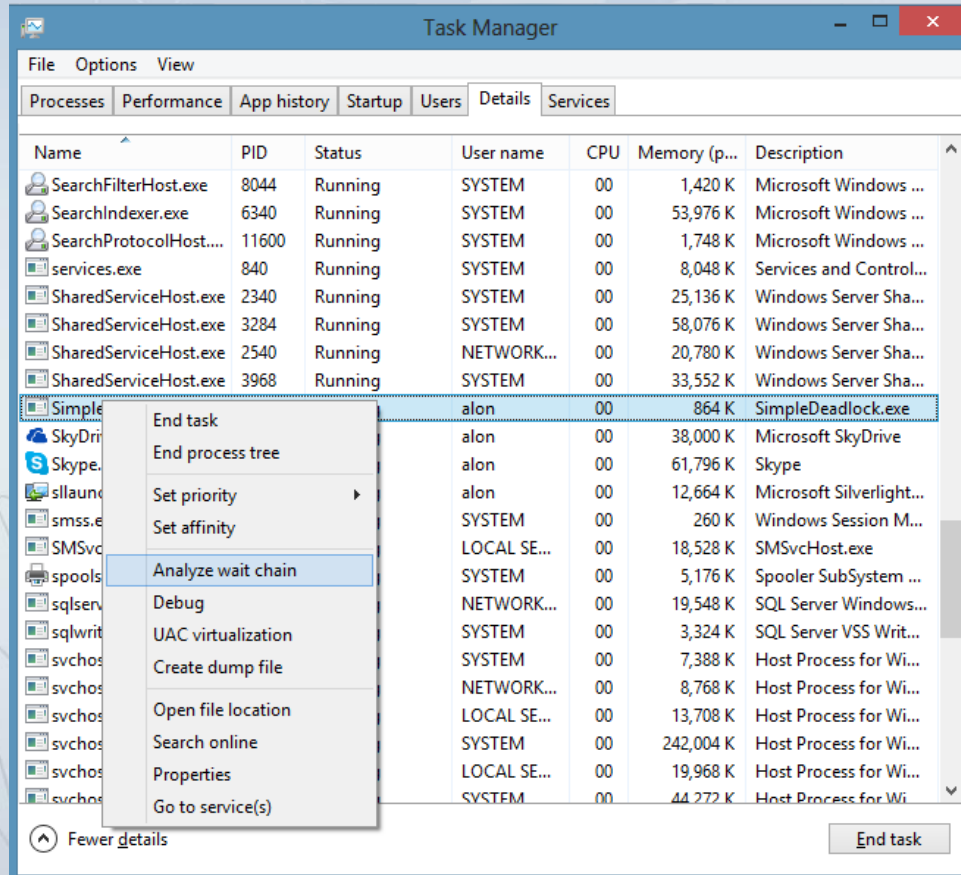 Task Manager
File Options View
Processes Performance App history Startup Users Details Services
Name PID Status User name CPU Memory (p... Description
SearchFilterHost.exe 8044 Running SYSTEM 00 1,420 K Microsoft Windows ...
SearchIndexer.exe 6340 Running SYSTEM 00 53,976 K Microsoft Windows ...
SearchProtocolHost.... 11600 Running SYSTEM 00 1,748 K Microsoft Windows ...
services.exe 840 Running SYSTEM 00 8,048 K Services and Control...
SharedServiceHost.exe 2340 Running SYSTEM 00 25,136 K Windows Server Sha...
SharedServiceHost.exe 3284 Running SYSTEM 00 58,076 K Windows Server Sha...
SharedServiceHost.exe 2540 Running NETWORK... 00 20,780 K Windows Server Sha...
SharedServiceHost.exe 3968 Running SYSTEM 00 33,552 K Windows Server Sha...
Simple alon 00 864 K SimpleDeadlock.exe
End task
SkyDri alon 00 38,000 K Microsoft SkyDrive
End process tree
Skype. alon 00 61,796 K Skype
sllaunc alon 00 12,664 K Microsoft Silverlight...
Set priority
smss.e SYSTEM 00 260 K Windows Session M...
Set affinity
SMSvc LOCAL SE... 00 18,528 K SMSvcHost.exe
Analyze wait chain
spools SYSTEM 00 5,176 K Spooler SubSystem ...
sqlserv NETWORK... 00 19,548 K SQL Server Windows...
Debug
sqlwrit SYSTEM 00 3,324 K SQL Server VSS Writ...
UAC virtualization
svchos SYSTEM 00 7,388 K Host Process for Wi...
Create dump file
svchos NETWORK... 00 8,768 K Host Process for Wi...
svchos LOCAL SE... 00 13,708 K Host Process for Wi...
Open file location
svchos SYSTEM 00 242,004 K Host Process for Wi...
Search online
svchos LOCAL SE... 00 19,968 K Host Process for Wi...
Properties
svchos SYSTEM 00 44,272 K Host Process for Wi
Go to service(s)
Fewer details End task